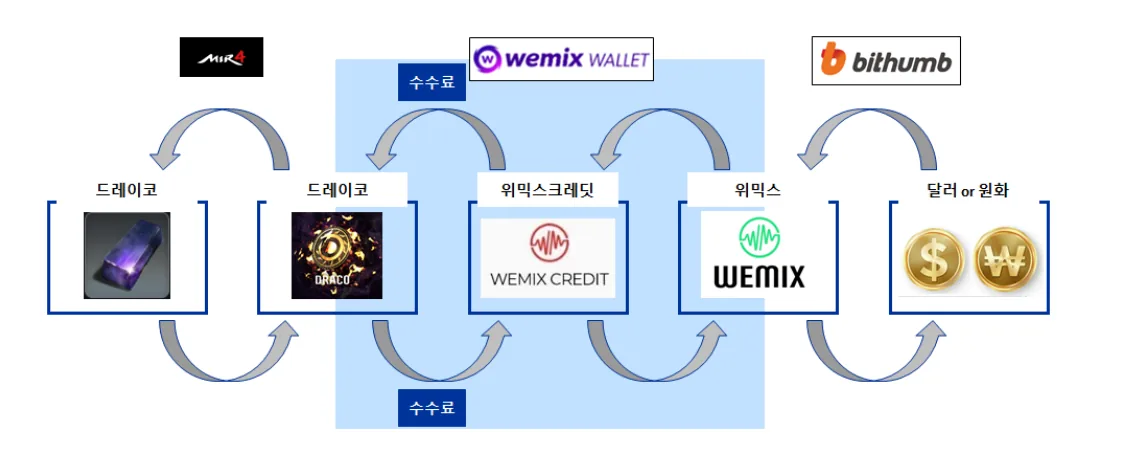 MIR4
wemix WALLET
bithumb
수수료
드레이코
드레이코
위믹스크레딧
위믹스
달러 or 원화
DRACO
WEMIX CREDIT
WEMIX
$
₩
수수료